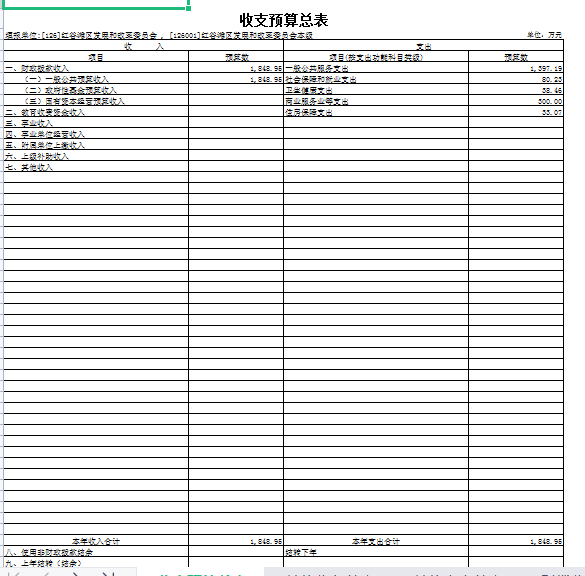 收支预算总表
填报单位:[126]红谷滩区发展和改革委员会 , [126001]红谷滩区发展和改革委员会本级 单位: 万元
收 入 支出
项目 预算数 项目(按支出功能科目类级) 预算数
一、财政拨款收入 1,848.95 一般公共服务支出 1,397.19
（一）一般公共预算收入 1,848.95 社会保障和就业支出 80.23
（二）政府性基金预算收入 卫生健康支出 38.46
（三）国有资本经营预算收入 商业服务业等支出 300.00
二、教育收费资金收入 住房保障支出 33.07
三、事业收入
四、事业单位经营收入
五、附属单位上缴收入
六、上级补助收入
七、其他收入
本年收入合计 1,848.95 本年支出合计 1,848.95
八、使用非财政拨款结余 结转下年
九、上年结转（结余）